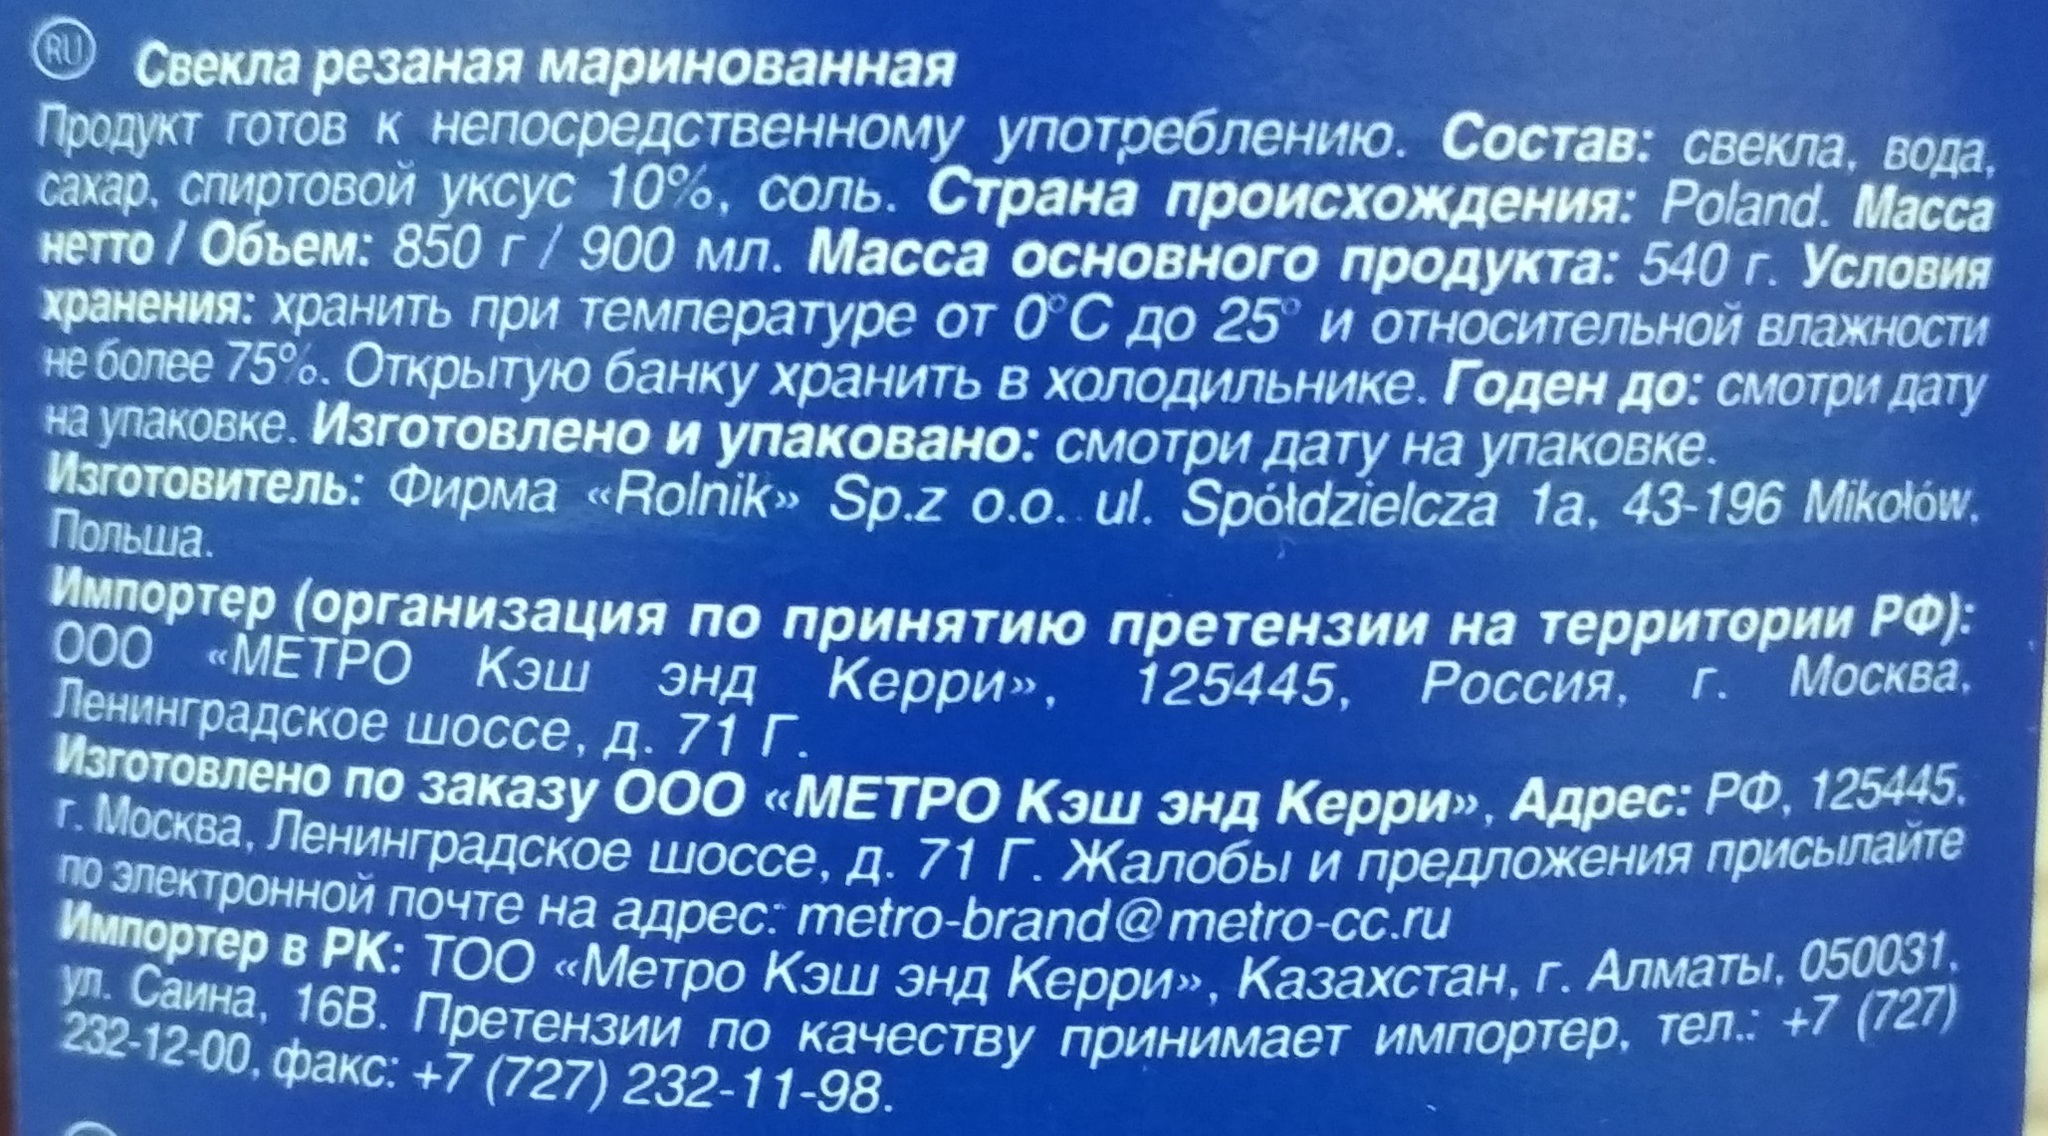 RU Свекла резаная маринованная
Продукт готов к непосредственному употреблению. Состав: свекла, вода,
сахар, спиртовой уксус 10%, соль. Страна происхождения: Poland. Масса
нетто / Объем: 850 г / 900 мл. Масса основного продукта: 540 г. Условия
хранения: хранить при температуре от 0°C до 25° и относительной влажности
не более 75%. Открытую банку хранить в холодильнике. Годен до: смотри дату
на упаковке. Изготовлено и упаковано: смотри дату на упаковке.
Изготовитель: Фирма «Rolnik» Sp.z o.o. ul. Spółdzielcza 1a, 43-196 Mikołów,
Польша.
Импортер (организация по принятию претензии на территории РФ):
ООО «МЕТРО Кэш энд Керри», 125445, Россия, г. Москва,
Ленинградское шоссе, д. 71 Г.
Изготовлено по заказу ООО «МЕТРО Кэш энд Керри», Адрес: РФ, 125445,
г. Москва, Ленинградское шоссе, д. 71 Г. Жалобы и предложения присылайте
по электронной почте на адрес: metro-brand@metro-cc.ru
Импортер в РК: ТОО «Метро Кэш энд Керри», Казахстан, г. Алматы, 050031,
ул. Саина, 16В. Претензии по качеству принимает импортер, тел.: +7 (727)
232-12-00, факс: +7 (727) 232-11-98.